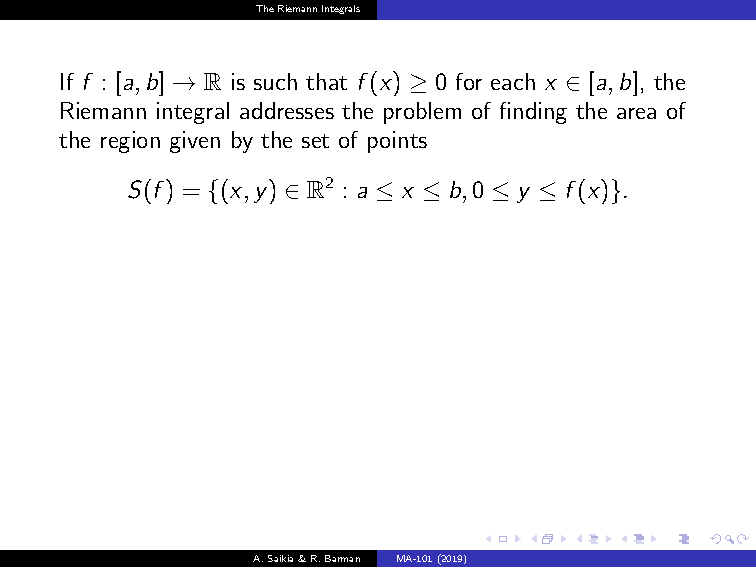 The Riemann Integrals
If f : [a, b] → ℝ is such that f(x) ≥ 0 for each x ∈ [a, b], the
Riemann integral addresses the problem of finding the area of
the region given by the set of points
S(f) = {(x, y) ∈ ℝ² : a ≤ x ≤ b, 0 ≤ y ≤ f(x)}.
A. Saikia & R. Barman MA-101 (2019)